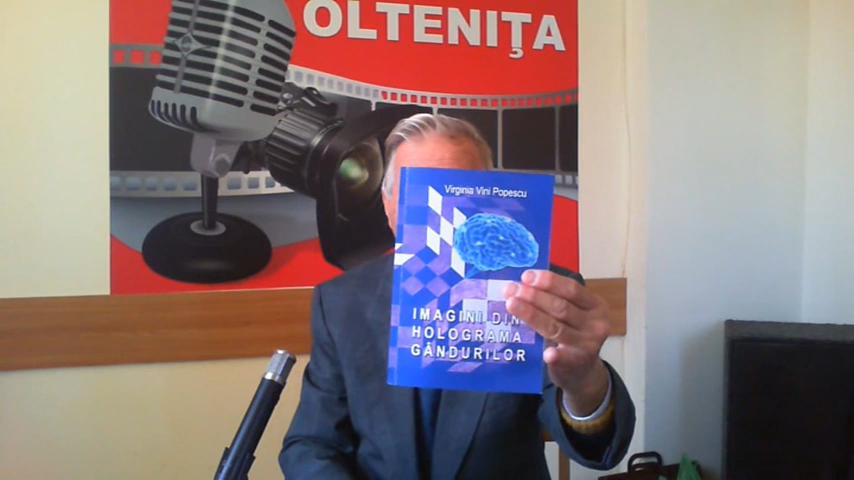 OLTENIȚA
Virginia Vini Popescu
IMAGINI DIN
HOLOGRAMA
GÂNDURILOR